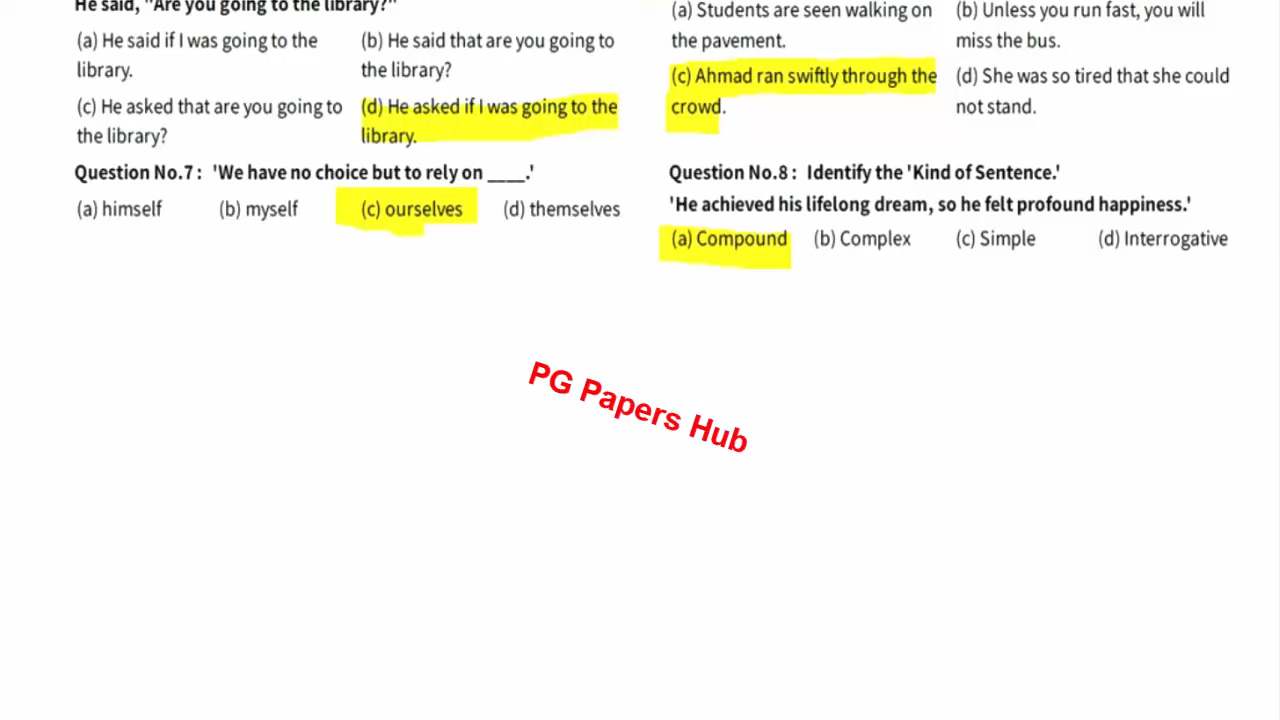 He said, "Are you going to the library?"
(a) He said if I was going to the
library.
(b) He said that are you going to
the library?
(c) He asked that are you going to
the library?
(d) He asked if I was going to the
library.
Question No.7 : 'We have no choice but to rely on ____.'
(a) himself
(b) myself
(c) ourselves
(d) themselves
(a) Students are seen walking on
the pavement.
(b) Unless you run fast, you will
miss the bus.
(c) Ahmad ran swiftly through the
crowd.
(d) She was so tired that she could
not stand.
Question No.8 : Identify the 'Kind of Sentence.'
'He achieved his lifelong dream, so he felt profound happiness.'
(a) Compound
(b) Complex
(c) Simple
(d) Interrogative
PG Papers Hub